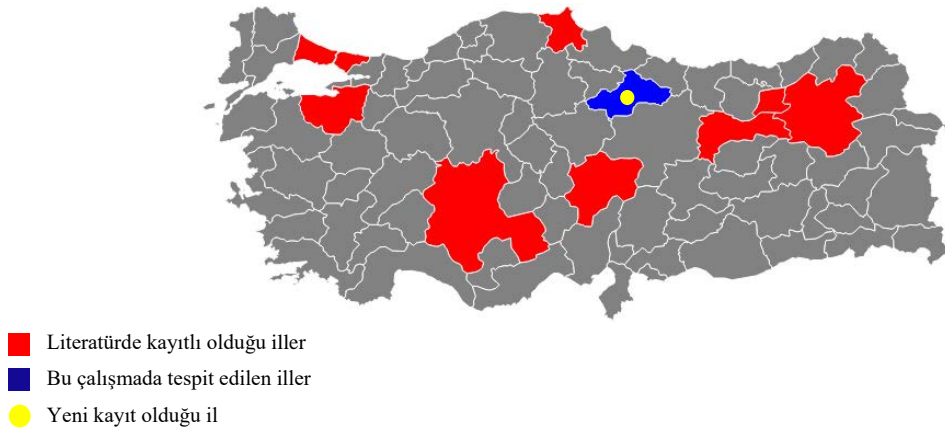 Literatürde kayıtlı olduğu iller
Bu çalışmada tespit edilen iller
Yeni kayıt olduğu il